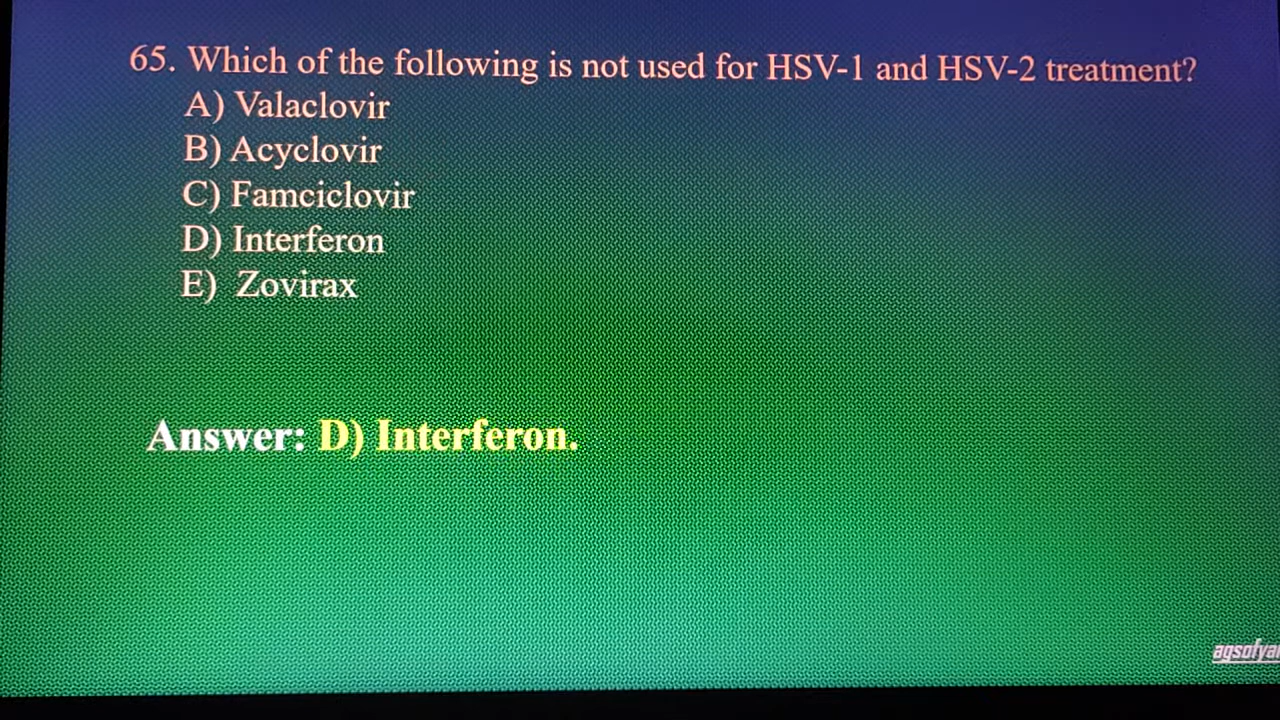 65. Which of the following is not used for HSV-1 and HSV-2 treatment?
A) Valaclovir
B) Acyclovir
C) Famciclovir
D) Interferon
E) Zovirax
Answer: D) Interferon.